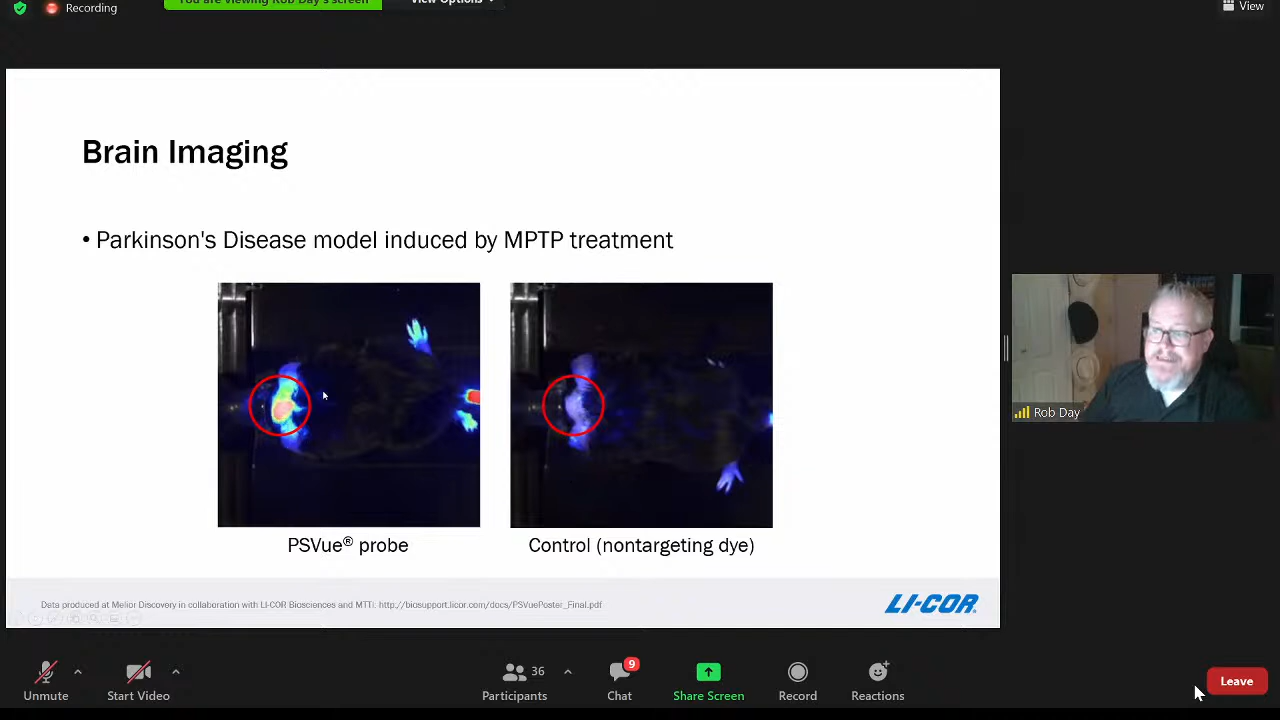 Recording
You are viewing Rob Day's screen
View Options
View
Brain Imaging
• Parkinson's Disease model induced by MPTP treatment
PSVue® probe
Control (nontargeting dye)
Data produced at Melior Discovery in collaboration with LI-COR Biosciences and MTTi: http://biosupport.licor.com/docs/PSVuePoster_Final.pdf
LI-COR®
Rob Day
Unmute
Start Video
36
Participants
9
Chat
Share Screen
Record
Reactions
Leave